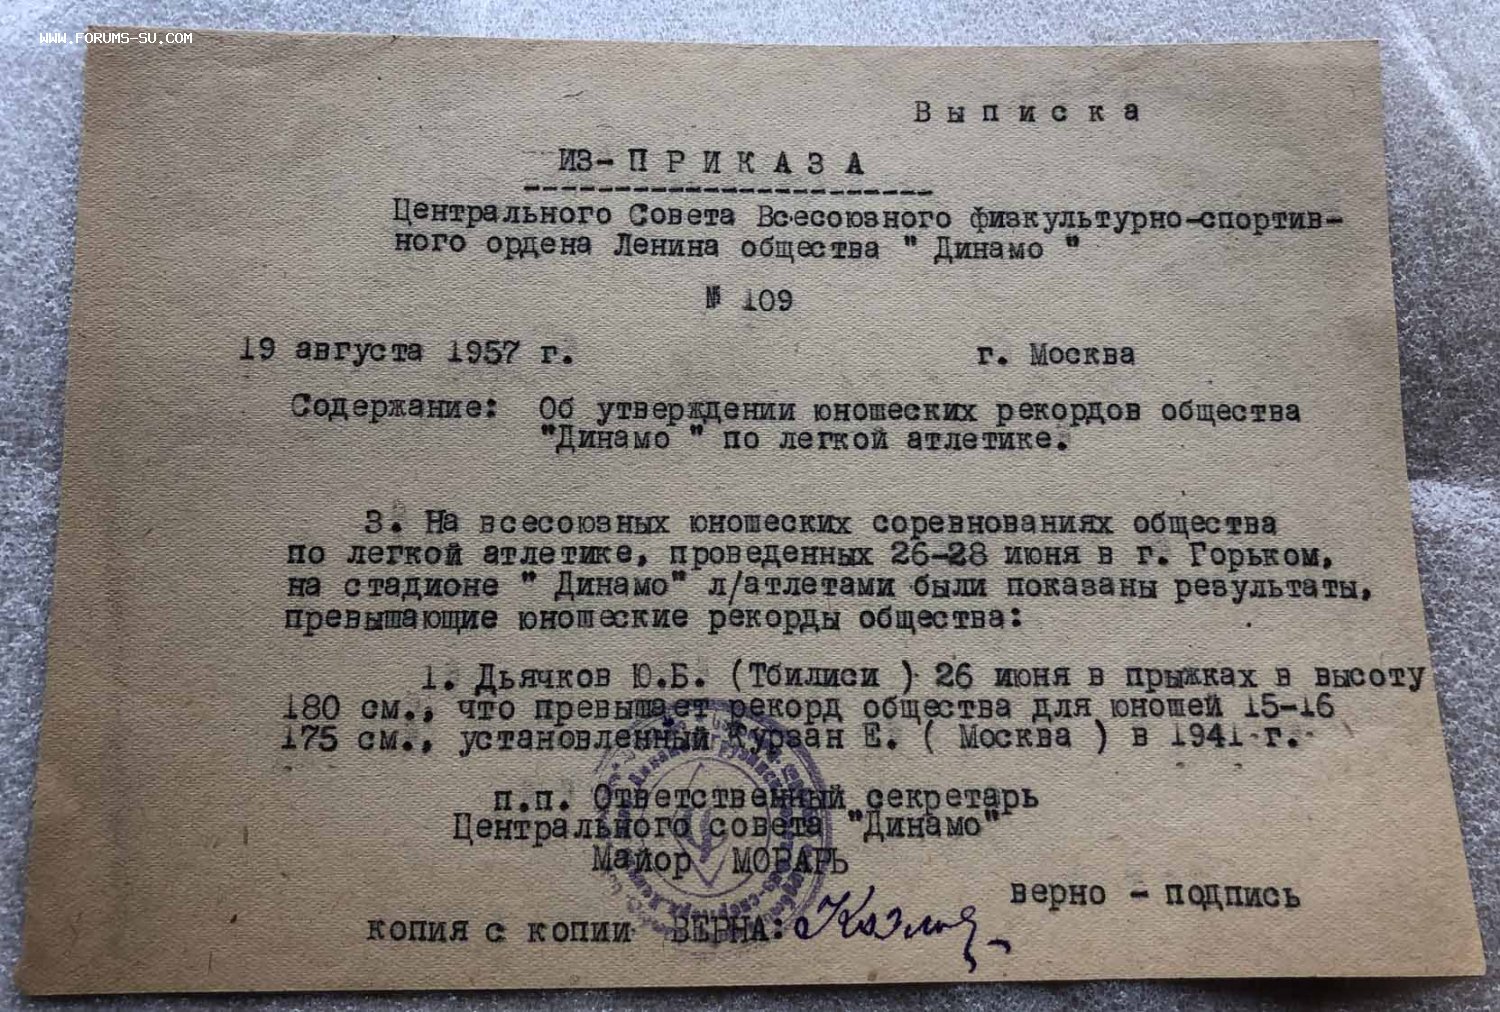 WWW.FORUMS-SU.COM
Выписка
ИЗ-ПРИКАЗА
Центрального Совета Всесоюзного физкультурно-спортив-
ного ордена Ленина общества " Динамо "
№ 109
19 августа 1957 г. г. Москва
Содержание: Об утверждении юношеских рекордов общества
"Динамо " по легкой атлетике.
3. На всесоюзных юношеских соревнованиях общества
по легкой атлетике, проведенных 26-28 июня в г. Горьком,
на стадионе " Динамо" л/атлетами были показаны результаты,
превышающие юношеские рекорды общества:
1. Дьячков Ю.Б. (Тбилиси ) 26 июня в прыжках в высоту
180 см., что превышает рекорд общества для юношей 15-16
175 см., установленный Курзан Е. ( Москва ) в 1941 г.
п.п. Ответственный секретарь
Центрального совета "Динамо"
Майор МОВАРЬ
верно - подпись
копия с копии ВЕРНА: